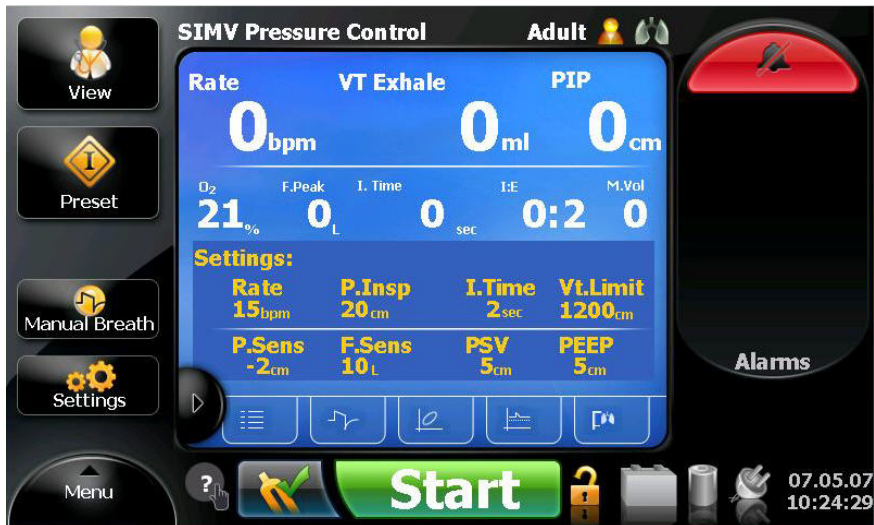 SIMV Pressure Control Adult
View
Rate VT Exhale PIP
0bpm 0ml 0cm
Preset
O2 F.Peak I. Time I:E M.Vol
21% 0L 0sec 0:2 0
Settings:
Rate P.Insp I.Time Vt.Limit
15bpm 20cm 2sec 1200cm
Manual Breath
P.Sens F.Sens PSV PEEP
-2cm 10L 5cm 5cm
Alarms
Settings
Menu
?
Start
07.05.07
10:24:29